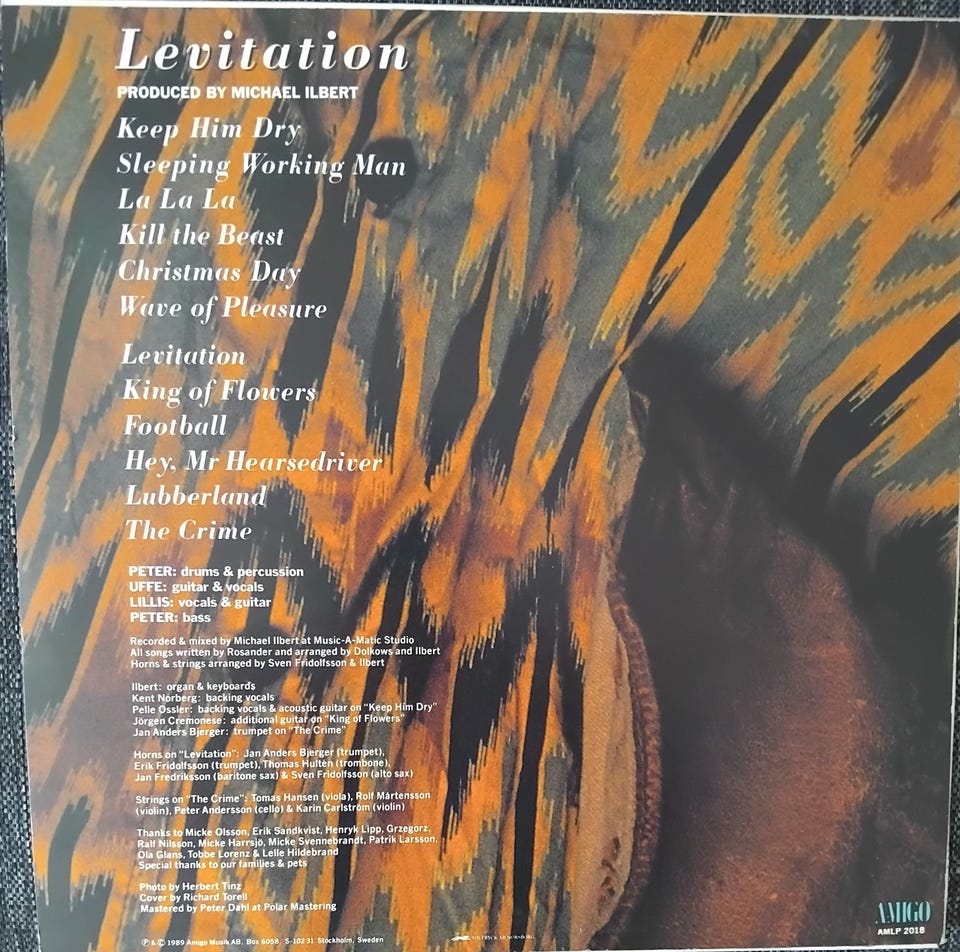 Levitation
PRODUCED BY MICHAEL ILBERT
Keep Him Dry
Sleeping Working Man
La La La
Kill the Beast
Christmas Day
Wave of Pleasure
Levitation
King of Flowers
Football
Hey, Mr Hearsedriver
Lubberland
The Crime
PETER: drums & percussion
UFFE: guitar & vocals
LILLIS: vocals & guitar
PETER: bass
Recorded & mixed by Michael Ilbert at Music-A-Matic Studio
All songs written by Rosander and arranged by Dolkows and Ilbert
Horns & strings arranged by Sven Fridolfsson & Ilbert
Ilbert: organ & keyboards
Kent Norberg: backing vocals
Pelle Ossler: backing vocals & acoustic guitar on "Keep Him Dry"
Jörgen Cremonese: additional guitar on "King of Flowers"
Jan Anders Bjerger: trumpet on "The Crime"
Horns on "Levitation": Jan Anders Bjerger (trumpet),
Erik Fridolfsson (trumpet), Thomas Hultén (trombone),
Jan Fredriksson (baritone sax) & Sven Fridolfsson (alto sax)
Strings on "The Crime": Tomas Hansen (viola), Rolf Mårtensson
(violin), Peter Andersson (cello) & Karin Carlström (violin)
Thanks to Micke Olsson, Erik Sandkvist, Henryk Lipp, Grzegorz,
Ralf Nilsson, Micke Harrsjö, Micke Svennebrandt, Patrik Larsson,
Ola Glans, Tobbe Lorenz & Lelle Hildebrand
Special thanks to our families & pets
Photo by Herbert Tinz
Cover by Richard Torell
Mastered by Peter Dahl at Polar Mastering
℗ & © 1989 Amigo Musik AB, Box 6058, S-102 31 Stockholm, Sweden
TRYCK AB
AMIGO
AMLP 2018